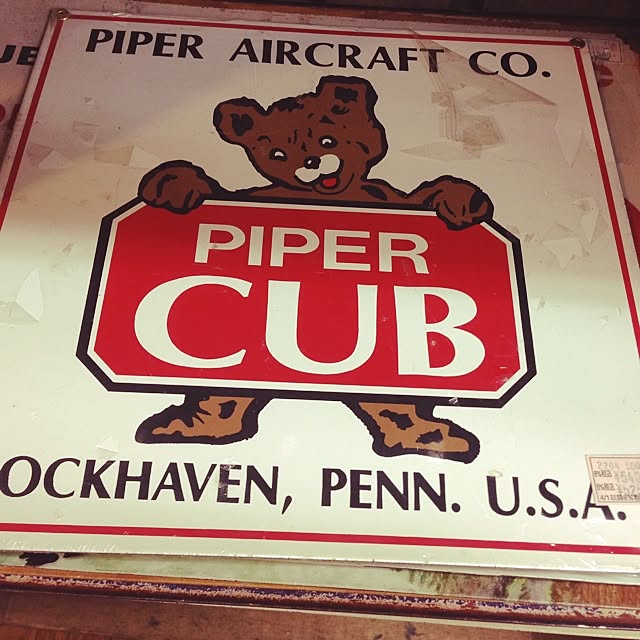 PIPER AIRCRAFT CO.
PIPER
CUB
OCKHAVEN, PENN. U.S.A.